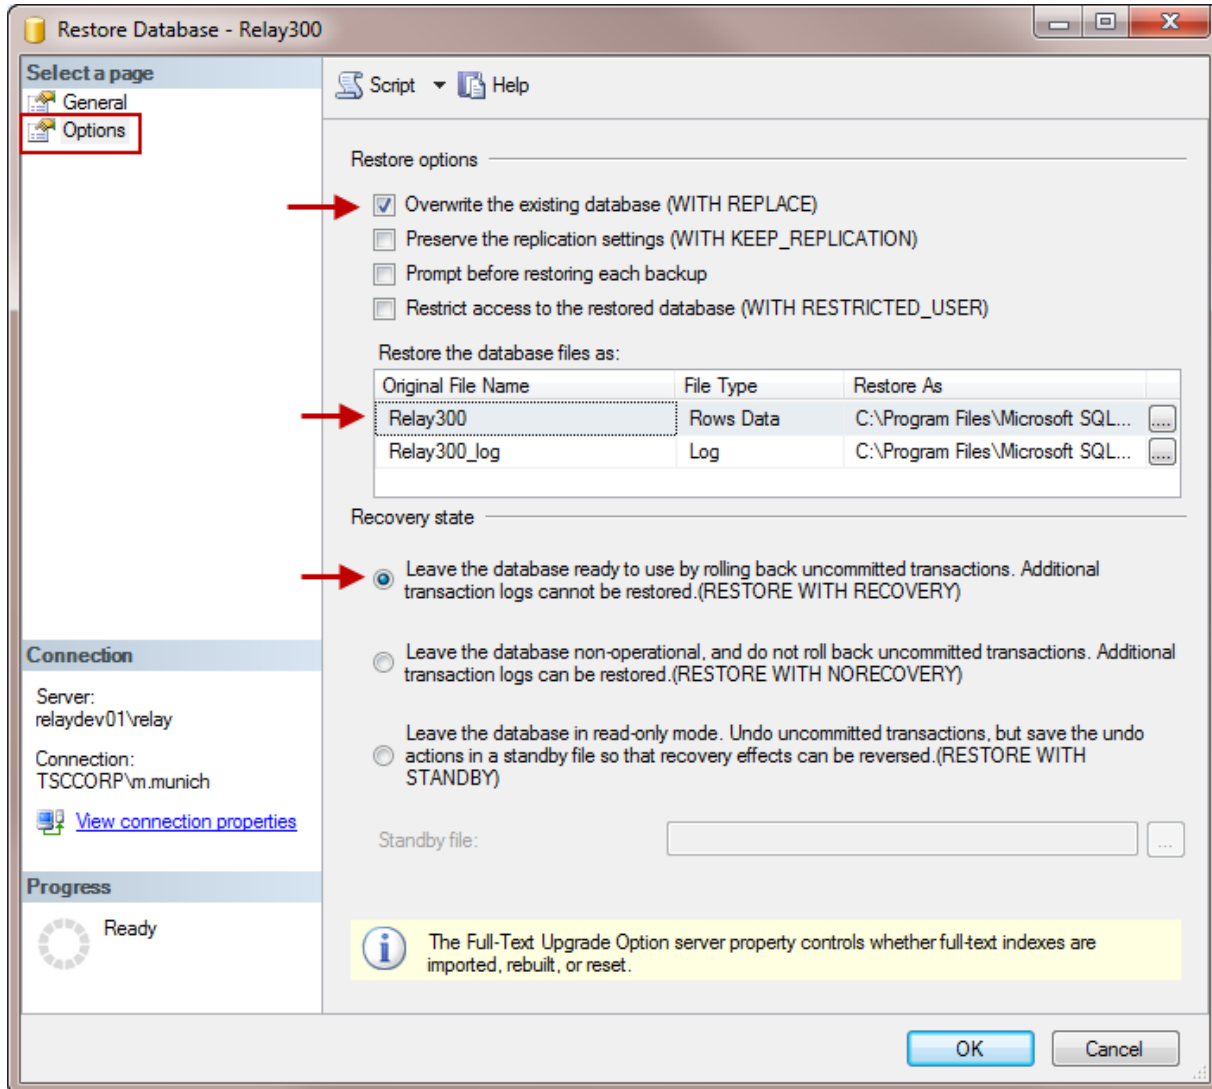 Restore Database - Relay300
Select a page
General
Options
Script
Help
Restore options
Overwrite the existing database (WITH REPLACE)
Preserve the replication settings (WITH KEEP_REPLICATION)
Prompt before restoring each backup
Restrict access to the restored database (WITH RESTRICTED_USER)
Restore the database files as:
Original File Name File Type Restore As
Relay300 Rows Data C:\Program Files\Microsoft SQL... ....
Relay300_log Log C:\Program Files\Microsoft SQL... ....
Recovery state
Leave the database ready to use by rolling back uncommitted transactions. Additional
transaction logs cannot be restored.(RESTORE WITH RECOVERY)
Leave the database non-operational, and do not roll back uncommitted transactions. Additional
transaction logs can be restored.(RESTORE WITH NORECOVERY)
Leave the database in read-only mode. Undo uncommitted transactions, but save the undo
actions in a standby file so that recovery effects can be reversed.(RESTORE WITH
STANDBY)
Standby file: ...
Connection
Server:
relaydev01\relay
Connection:
TSCCORP\m.munich
View connection properties
Progress
Ready
The Full-Text Upgrade Option server property controls whether full-text indexes are
imported, rebuilt, or reset.
OK
Cancel